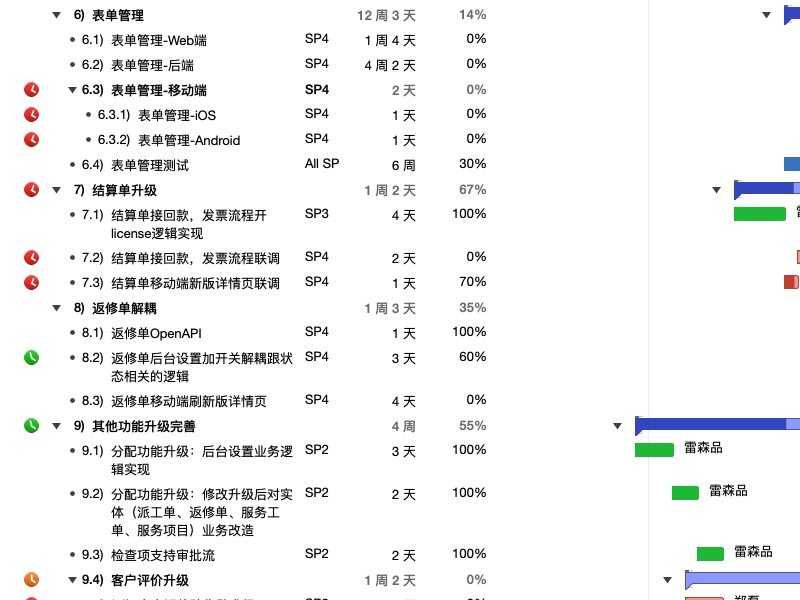 6) 表单管理 12 周 3 天 14%
6.1) 表单管理-Web端 SP4 1 周 4 天 0%
6.2) 表单管理-后端 SP4 4 周 2 天 0%
6.3) 表单管理-移动端 SP4 2 天 0%
6.3.1) 表单管理-iOS SP4 1 天 0%
6.3.2) 表单管理-Android SP4 1 天 0%
6.4) 表单管理测试 All SP 6 周 30%
7) 结算单升级 1 周 2 天 67%
7.1) 结算单接回款，发票流程开 SP3 4 天 100%
license逻辑实现
7.2) 结算单接回款，发票流程联调 SP4 2 天 0%
7.3) 结算单移动端新版详情页联调 SP4 1 天 70%
8) 返修单解耦 1 周 3 天 35%
8.1) 返修单OpenAPI SP4 1 天 100%
8.2) 返修单后台设置加开关解耦跟状 SP4 3 天 60%
态相关的逻辑
8.3) 返修单移动端刷新版详情页 SP4 4 天 0%
9) 其他功能升级完善 4 周 55%
9.1) 分配功能升级：后台设置业务逻 SP2 3 天 100% 雷森品
辑实现
9.2) 分配功能升级：修改升级后对实 SP2 2 天 100% 雷森品
体（派工单、返修单、服务工
单、服务项目）业务改造
9.3) 检查项支持审批流 SP2 2 天 100% 雷森品
9.4) 客户评价升级 1 周 2 天 0%